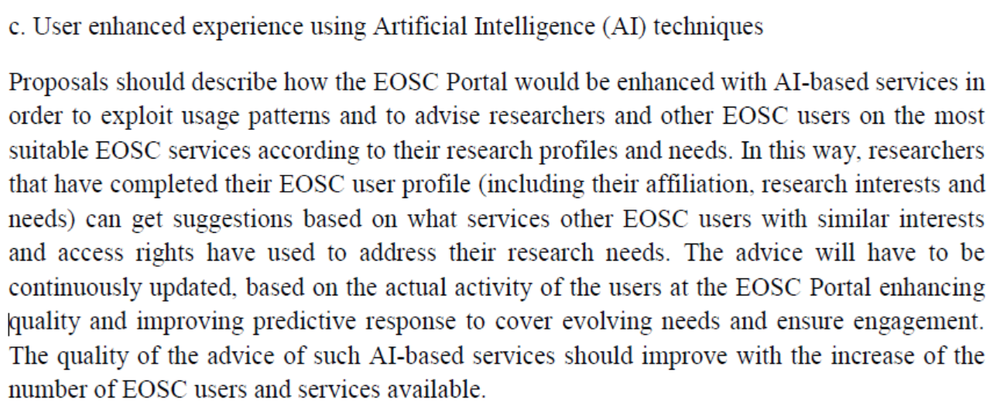 c. User enhanced experience using Artificial Intelligence (AI) techniques
Proposals should describe how the EOSC Portal would be enhanced with AI-based services in
order to exploit usage patterns and to advise researchers and other EOSC users on the most
suitable EOSC services according to their research profiles and needs. In this way, researchers
that have completed their EOSC user profile (including their affiliation, research interests and
needs) can get suggestions based on what services other EOSC users with similar interests
and access rights have used to address their research needs. The advice will have to be
continuously updated, based on the actual activity of the users at the EOSC Portal enhancing
quality and improving predictive response to cover evolving needs and ensure engagement.
The quality of the advice of such AI-based services should improve with the increase of the
number of EOSC users and services available.